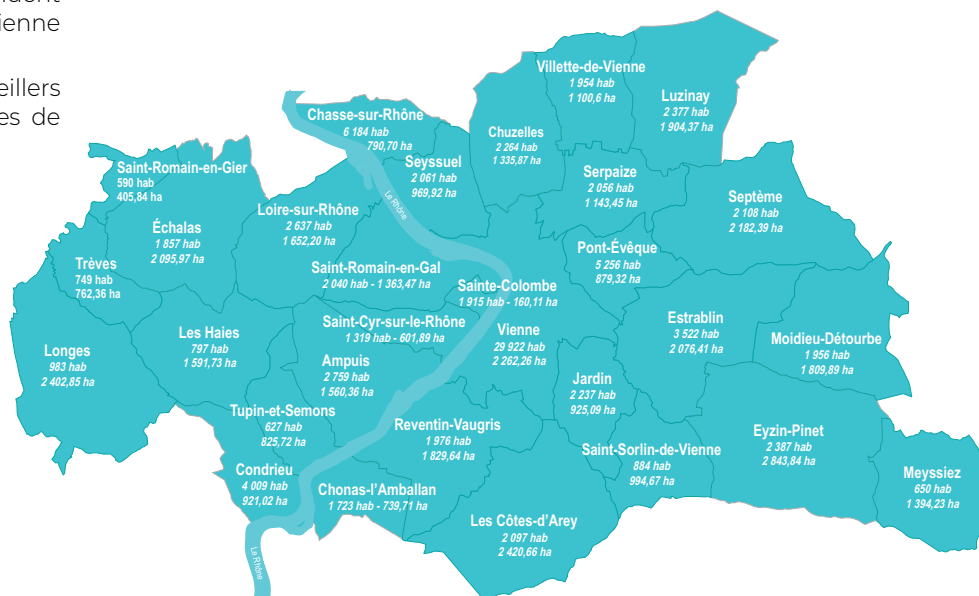 ienne
eillers
es de
Villette-de-Vienne
1 954 hab
1 100,6 ha
Luzinay
2 377 hab
1 904,37 ha
Chasse-sur-Rhône
6 184 hab
790,70 ha
Chuzelles
2 264 hab
1 335,87 ha
Seyssuel
2 061 hab
969,92 ha
Saint-Romain-en-Gier
590 hab
405,84 ha
Serpaize
2 056 hab
1 143,45 ha
Septème
2 108 hab
2 182,39 ha
Le Rhône
Loire-sur-Rhône
2 637 hab
1 652,20 ha
Échalas
1 857 hab
2 095,97 ha
Pont-Évêque
5 256 hab
879,32 ha
Trèves
749 hab
762,36 ha
Saint-Romain-en-Gal
2 040 hab - 1 363,47 ha
Sainte-Colombe
1 915 hab - 160,11 ha
Estrablin
3 522 hab
2 076,41 ha
Saint-Cyr-sur-le-Rhône
1 319 hab - 601,89 ha
Vienne
29 922 hab
2 262,26 ha
Les Haies
797 hab
1 591,73 ha
Moidieu-Détourbe
1 956 hab
1 809,89 ha
Longes
983 hab
2 402,85 ha
Ampuis
2 759 hab
1 560,36 ha
Jardin
2 237 hab
925,09 ha
Tupin-et-Semons
627 hab
825,72 ha
Reventin-Vaugris
1 976 hab
1 829,64 ha
Eyzin-Pinet
2 387 hab
2 843,84 ha
Saint-Sorlin-de-Vienne
884 hab
994,67 ha
Condrieu
4 009 hab
921,02 ha
Meyssiez
650 hab
1 394,23 ha
Chonas-l'Amballan
1 723 hab - 739,71 ha
Les Côtes-d'Arey
2 097 hab
2 420,66 ha
Le Rhône